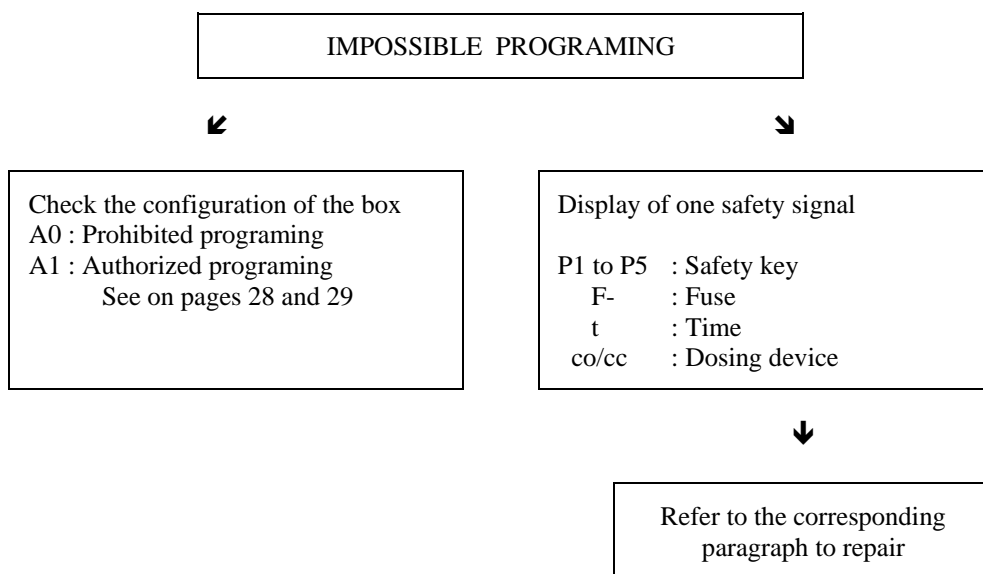 IMPOSSIBLE PROGRAMING
Check the configuration of the box
A0 : Prohibited programing
A1 : Authorized programing
See on pages 28 and 29
Display of one safety signal
P1 to P5 : Safety key
F- : Fuse
t : Time
co/cc : Dosing device
Refer to the corresponding
paragraph to repair